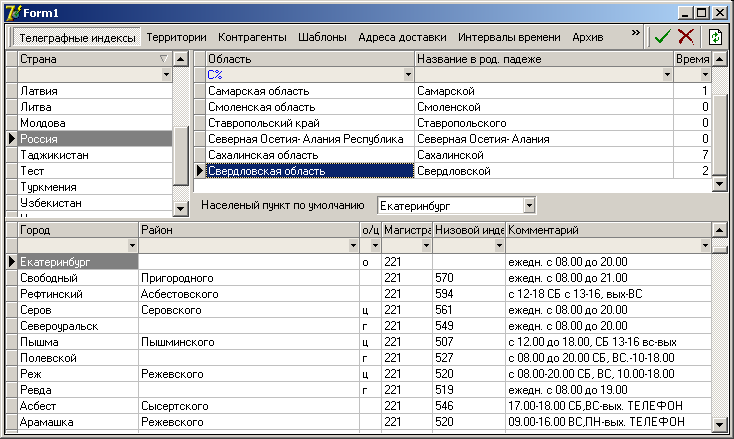 Form1
Телеграфные индексы Территории Контрагенты Шаблоны Адреса доставки Интервалы времени Архив »
Страна
Латвия
Литва
Молдова
Россия
Таджикистан
Тест
Туркмения
Узбекистан
Область Название в род. падеже Время
С%
Самарская область Самарской 1
Смоленская область Смоленской 0
Ставропольский край Ставропольского 0
Северная Осетия- Алания Республика Северная Осетия- Алания 0
Сахалинская область Сахалинской 7
Свердловская область Свердловской 2
Населеный пункт по умолчанию Екатеринбург
Город Район о/ц Магистра Низовой инде Комментарий
Екатеринбург о 221 ежедн. с 08.00 до 20.00
Свободный Пригородного 221 570 ежедн. с 08.00 до 21.00
Рефтинский Асбестовского 221 594 с 12-18 СБ с 13-16, вых-ВС
Серов Серовского ц 221 561 ежедн. с 08.00 до 20.00
Североуральск г 221 549 ежедн. с 08.00 до 20.00
Пышма Пышминского ц 221 507 с 12.00 до 18.00, СБ 13-16 вс-вых
Полевской г 221 527 с 08.00 до 20.00 СБ, ВС.-10-18.00
Реж Режевского ц 221 520 с 08.00-20.00 СБ, ВС, 10.00-18.00
Ревда г 221 519 ежедн. с 08.00 до 19.00
Асбест Сысертского 221 546 17.00-18.00 СБ,ВС-вых. ТЕЛЕФОН
Арамашка Режевского 221 520 09.00-16.00 ВС,ПН-вых. ТЕЛЕФОН